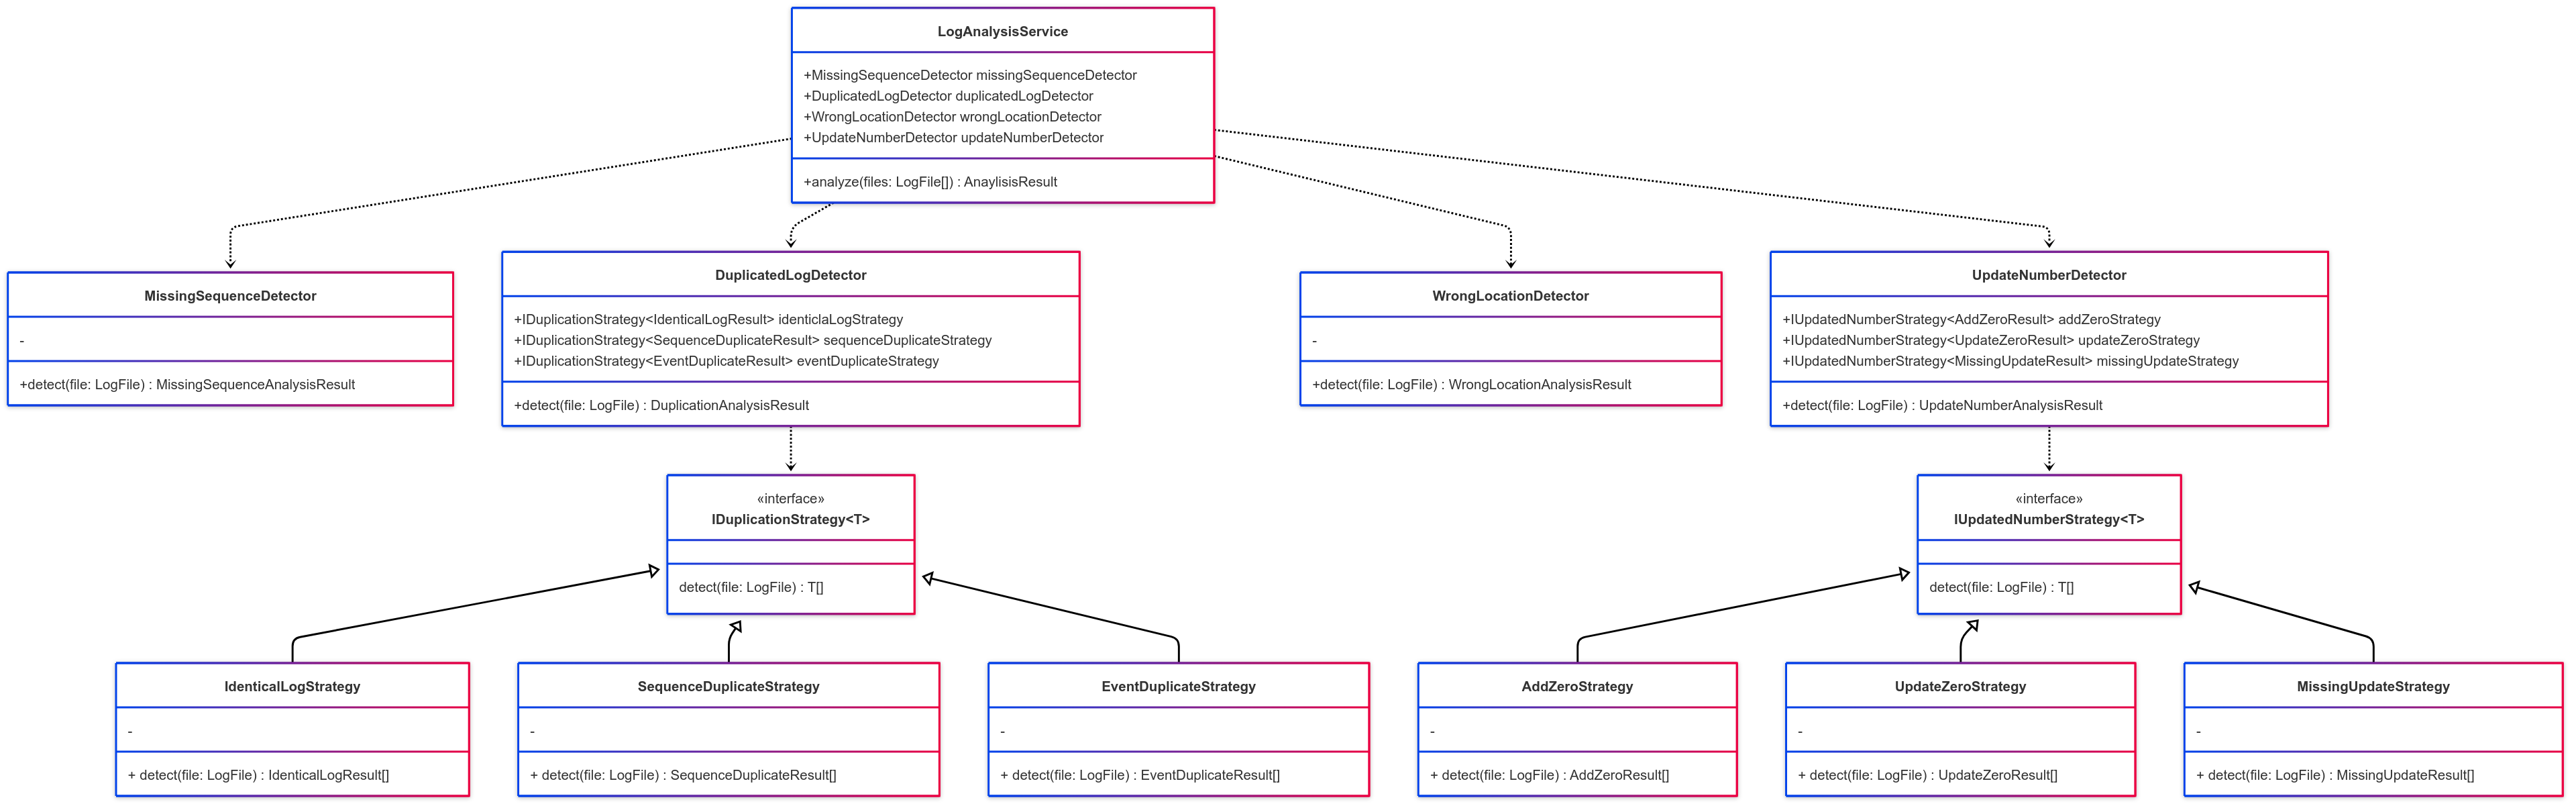 LogAnalysisService
+MissingSequenceDetector missingSequenceDetector
+DuplicatedLogDetector duplicatedLogDetector
+WrongLocationDetector wrongLocationDetector
+UpdateNumberDetector updateNumberDetector
+analyze(files: LogFile[]) : AnaylisisResult
MissingSequenceDetector
-
+detect(file: LogFile) : MissingSequenceAnalysisResult
DuplicatedLogDetector
+IDuplicationStrategy<IdenticalLogResult> identiclaLogStrategy
+IDuplicationStrategy<SequenceDuplicateResult> sequenceDuplicateStrategy
+IDuplicationStrategy<EventDuplicateResult> eventDuplicateStrategy
+detect(file: LogFile) : DuplicationAnalysisResult
WrongLocationDetector
-
+detect(file: LogFile) : WrongLocationAnalysisResult
UpdateNumberDetector
+IUpdatedNumberStrategy<AddZeroResult> addZeroStrategy
+IUpdatedNumberStrategy<UpdateZeroResult> updateZeroStrategy
+IUpdatedNumberStrategy<MissingUpdateResult> missingUpdateStrategy
+detect(file: LogFile) : UpdateNumberAnalysisResult
«interface»
IDuplicationStrategy<T>
detect(file: LogFile) : T[]
«interface»
IUpdatedNumberStrategy<T>
detect(file: LogFile) : T[]
IdenticalLogStrategy
-
+ detect(file: LogFile) : IdenticalLogResult[]
SequenceDuplicateStrategy
-
+ detect(file: LogFile) : SequenceDuplicateResult[]
EventDuplicateStrategy
-
+ detect(file: LogFile) : EventDuplicateResult[]
AddZeroStrategy
-
+ detect(file: LogFile) : AddZeroResult[]
UpdateZeroStrategy
-
+ detect(file: LogFile) : UpdateZeroResult[]
MissingUpdateStrategy
-
+ detect(file: LogFile) : MissingUpdateResult[]